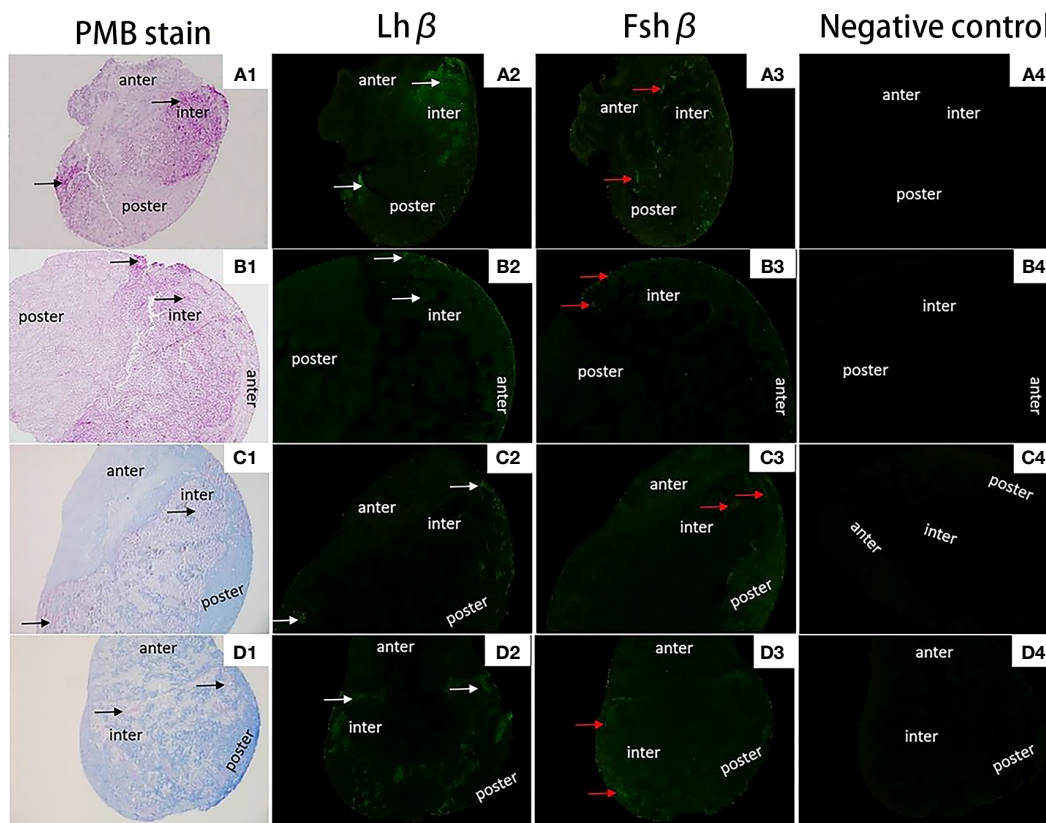 PMB stain
Lh β
Fsh β
Negative control
anter
A1
inter
poster
anter
A2
inter
poster
A3
anter
inter
poster
A4
anter
inter
poster
B1
poster
inter
anter
B2
inter
poster
anter
B3
inter
poster
anter
B4
inter
poster
anter
C1
anter
inter
poster
C2
anter
inter
poster
C3
anter
inter
poster
C4
poster
anter
inter
D1
anter
inter
poster
D2
anter
inter
poster
D3
anter
inter
poster
D4
anter
inter
poster